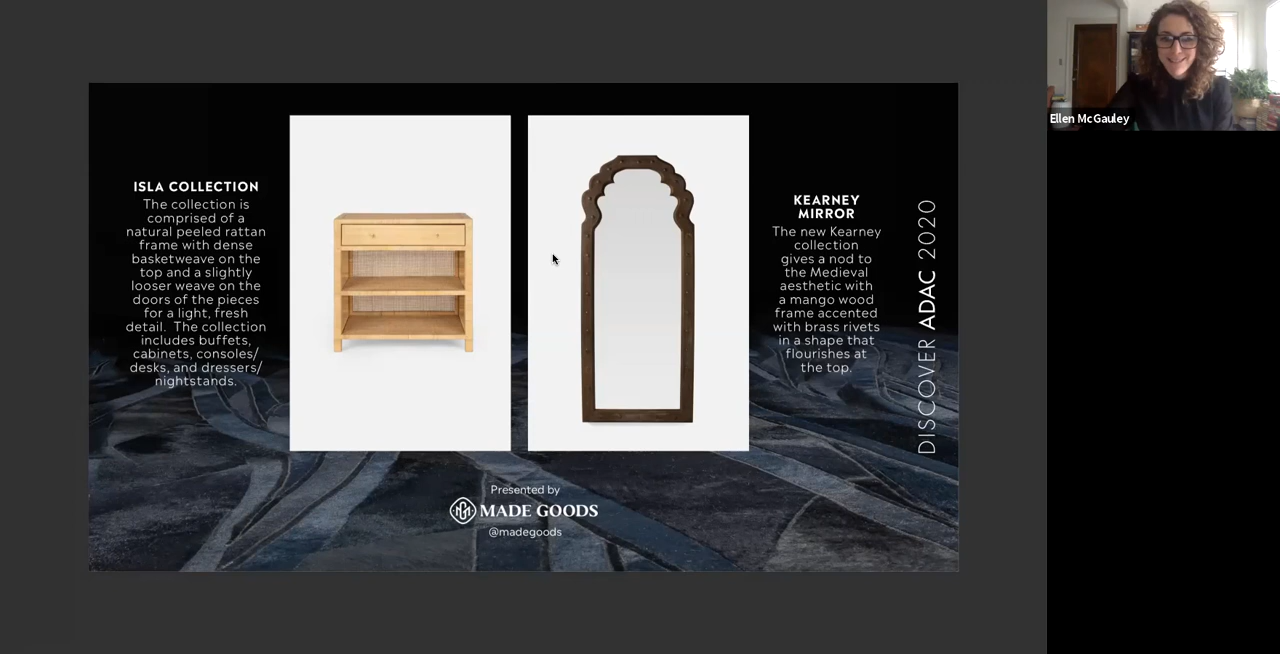 ISLA COLLECTION
The collection is
comprised of a
natural peeled rattan
frame with dense
basketweave on the
top and a slightly
looser weave on the
doors of the pieces
for a light, fresh
detail.  The collection
includes buffets,
cabinets, consoles/
desks, and dressers/
nightstands.
KEARNEY
MIRROR
The new Kearney
collection
gives a nod to
the Medieval
aesthetic with
a mango wood
frame accented
with brass rivets
in a shape that
flourishes at
the top.
DISCOVER ADAC 2020
Presented by
MADE GOODS
@madegoods
Ellen McGauley